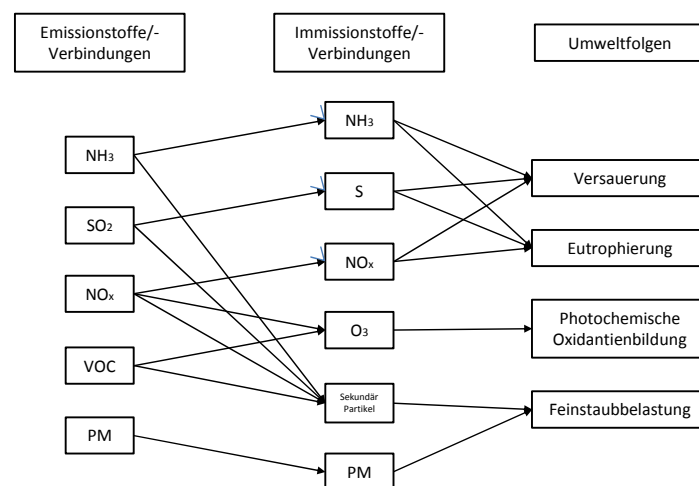 Emissionstoffe/-
Verbindungen
Immissionstoffe/-
Verbindungen
Umweltfolgen
NH₃
SO₂
NOₓ
VOC
PM
NH₃
S
NOₓ
O₃
Sekundär
Partikel
PM
Versauerung
Eutrophierung
Photochemische
Oxidantienbildung
Feinstaubbelastung